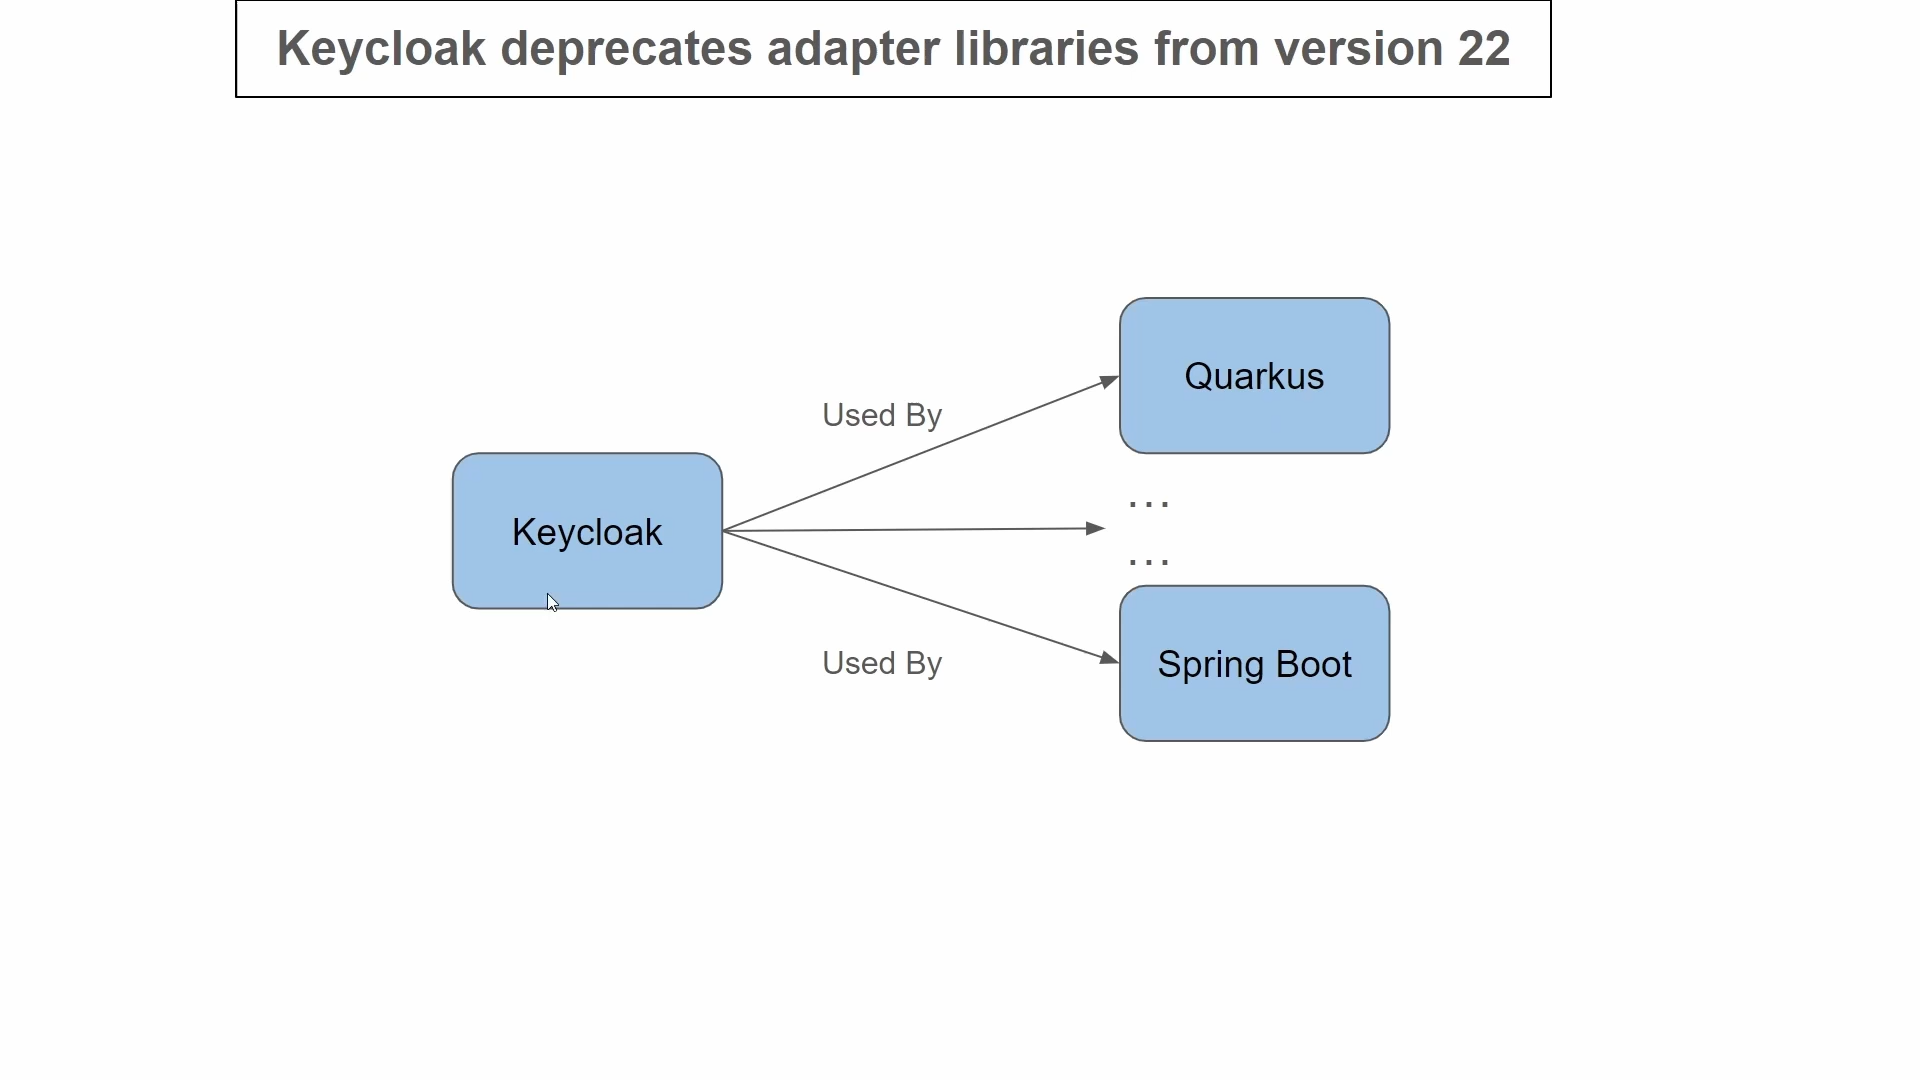 Keycloak deprecates adapter libraries from version 22
Quarkus
Used By
...
Keycloak
...
Used By
Spring Boot